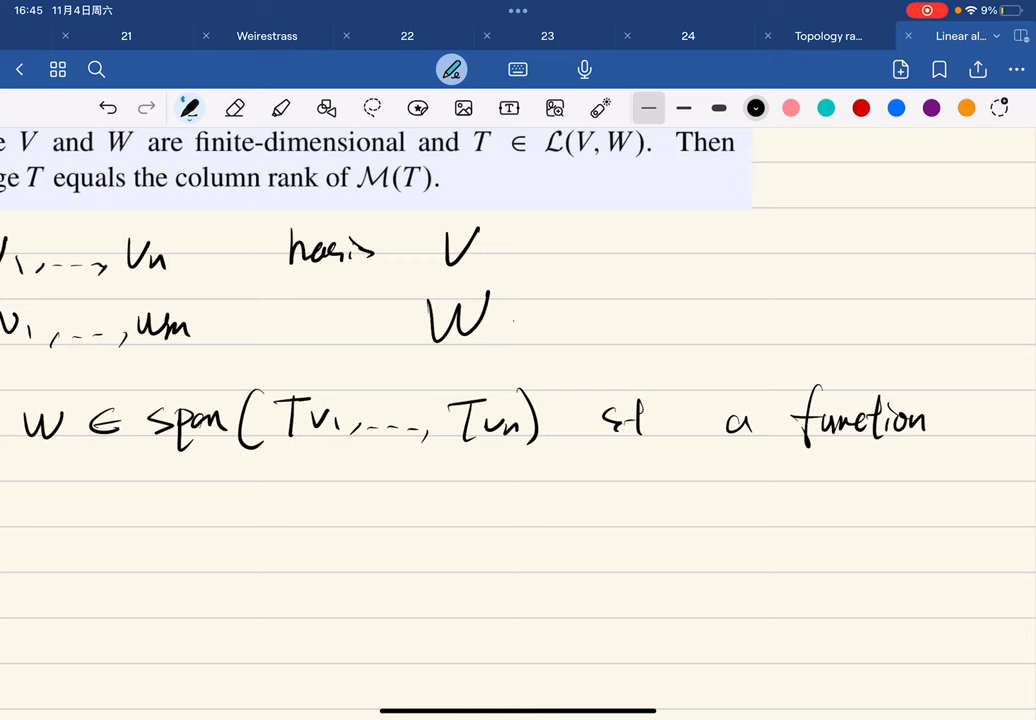 16:45 11月4日周六
9%
21
Weirestrass
22
23
24
Topology ra...
Linear al...
e V and W are finite-dimensional and T ∈ ℒ(V, W). Then
ge T equals the column rank of ℳ(T).
v1, ..., vn basis V
w1, ..., wm W
w ∈ span(Tv1, ..., Tvn) s.t a function